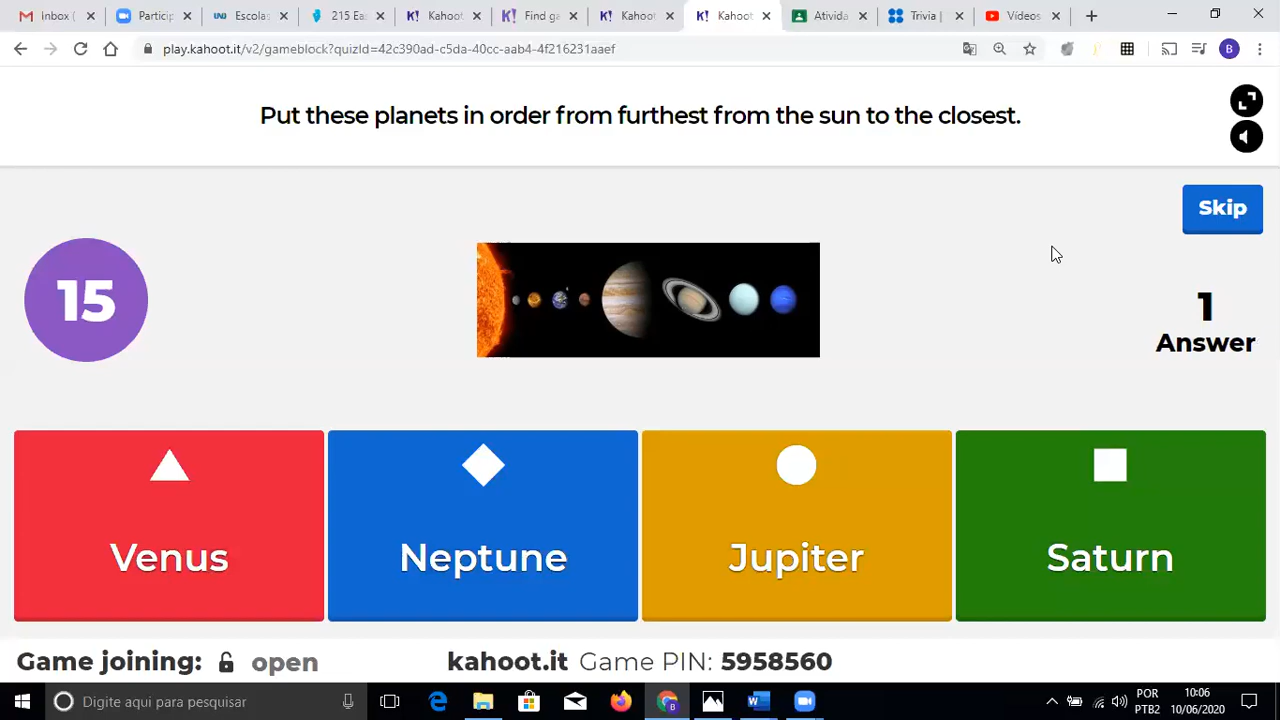 Inbox (
Particip
UNO Escolas
215 Ea
K! Kahoot
K! Find ga
K! Kahoot
K! Kahoot
Ativida
Trivia |
Vídeos
play.kahoot.it/v2/gameblock?quizId=42c390ad-c5da-40cc-aab4-4f216231aaef
B
Put these planets in order from furthest from the sun to the closest.
Skip
15
1
Answer
Venus
Neptune
Jupiter
Saturn
Game joining: open
kahoot.it Game PIN: 5958560
Digite aqui para pesquisar
POR
PTB2
10:06
10/06/2020